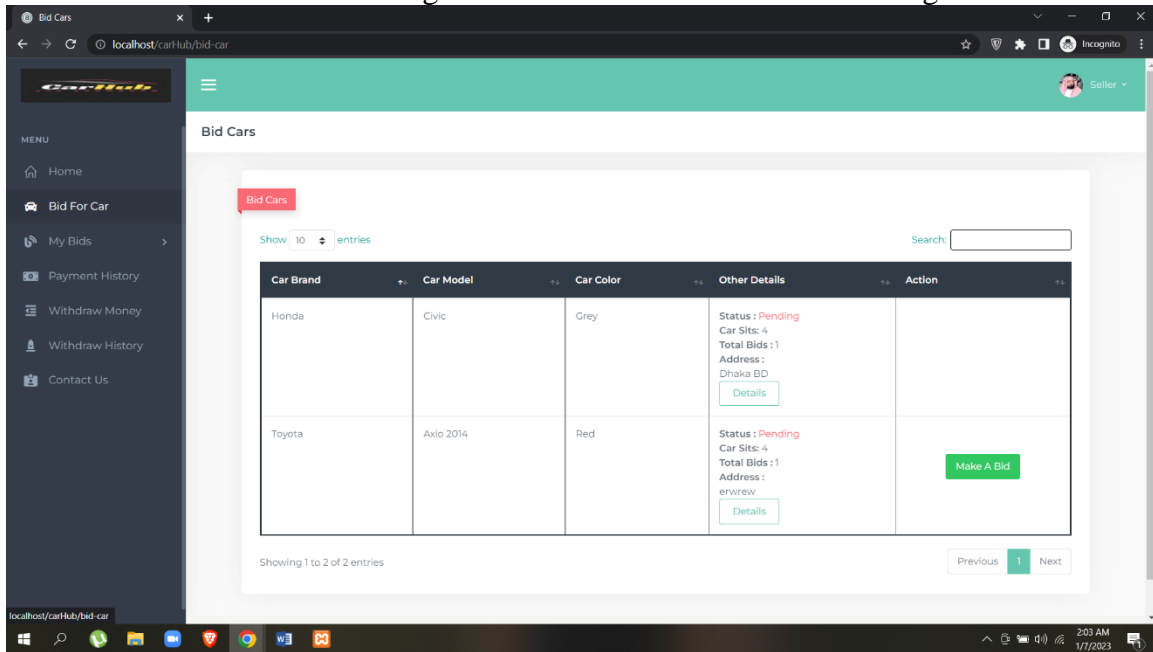 Bid Cars
localhost/carHub/bid-car
Incognito
CarHub
Seller
MENU
Bid Cars
Home
Bid For Car
My Bids
Payment History
Withdraw Money
Withdraw History
Contact Us
Bid Cars
Show 10 entries
Search:
Car Brand Car Model Car Color Other Details Action
Honda Civic Grey Status : Pending
Car Sits: 4
Total Bids : 1
Address :
Dhaka BD
Details
Toyota Axio 2014 Red Status : Pending
Car Sits: 4
Total Bids : 1
Make A Bid
Address :
erwrew
Details
Showing 1 to 2 of 2 entries
Previous 1 Next
localhost/carHub/bid-car
2:03 AM
1/7/2023